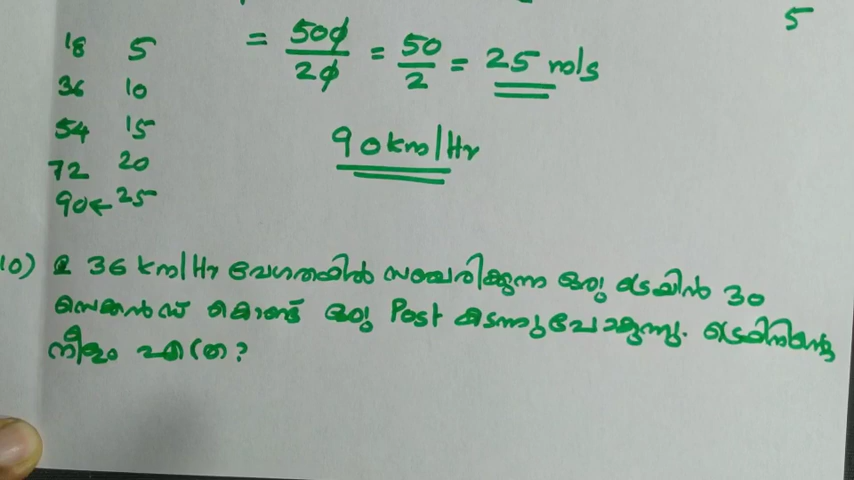 5
18 5 = 500/20 = 50/2 = 25 m/s
36 10
54 15 90 km/Hr
72 20
90 ← 25
10) 36 km/Hr വേഗതയിൽ സഞ്ചരിക്കുന്ന ഒരു ട്രെയിൻ 30
സെക്കൻഡ് കൊണ്ട് ഒരു Post കടന്നുപോകുന്നു. ട്രെയിനിന്റെ
നീളം എത്ര?